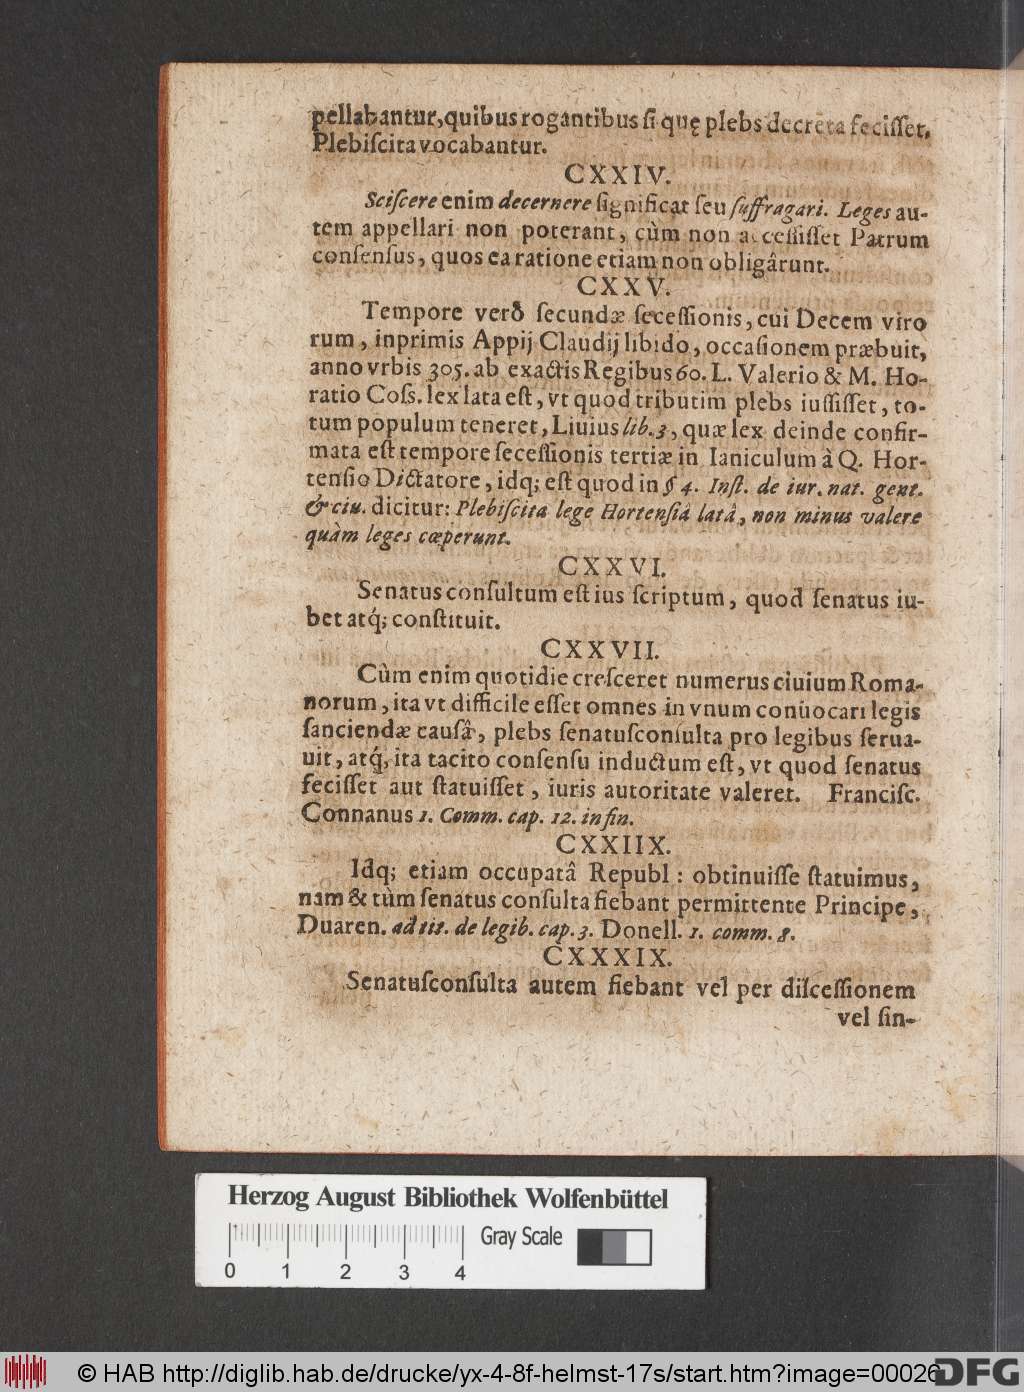 pellabantur, quibus rogantibus ſi quę plebs decreta feciſſet,
Plebiſcita vocabantur.
CXXIV.
Sciſcere enim decernere ſignificat ſeu ſuffragari. Leges au-
tem appellari non poterant, cùm non acceſſiſſet Patrum
conſenſus, quos ea ratione etiam non obligârunt.
CXXV.
Tempore verò ſecundæ ſeceſſionis, cui Decem viro
rum, inprimis Appij Claudij libido, occaſionem præbuit,
anno vrbis 305. ab exactis Regibus 60. L. Valerio & M. Ho-
ratio Coſs. lex lata eſt, vt quod tributim plebs iuſſiſſet, to-
tum populum teneret, Liuius lib. 3, quæ lex deinde confir-
mata eſt tempore ſeceſſionis tertiæ in Ianiculum à Q. Hor-
tenſio Dictatore, idq; eſt quod in § 4. Inſt. de iur. nat. gent.
& ciu. dicitur: Plebiſcita lege Hortenſiâ latâ, non minus valere
quàm leges cœperunt.
CXXVI.
Senatus conſultum eſt ius ſcriptum, quod ſenatus iu-
bet atq́; conſtituit.
CXXVII.
Cùm enim quotidie creſceret numerus ciuium Roma-
norum, ita vt difficile eſſet omnes in vnum conuocari legis
ſanciendæ cauſâ, plebs ſenatuſconſulta pro legibus ſerua-
uit, atq́; ita tacito conſenſu inductum eſt, vt quod ſenatus
feciſſet aut ſtatuiſſet, iuris autoritate valeret. Franciſc.
Connanus 1. Comm. cap. 12. in fin.
CXXIIX.
Idq; etiam occupatâ Republ: obtinuiſſe ſtatuimus,
nam & tùm ſenatus conſulta fiebant permittente Principe,
Duaren. ad tit. de legib. cap. 3. Donell. 1. comm. 8.
CXXXIX.
Senatuſconſulta autem fiebant vel per diſceſſionem
vel ſin-
Herzog August Bibliothek Wolfenbüttel
Gray Scale
0 1 2 3 4
© HAB http://diglib.hab.de/drucke/yx-4-8f-helmst-17s/start.htm?image=00026
DFG